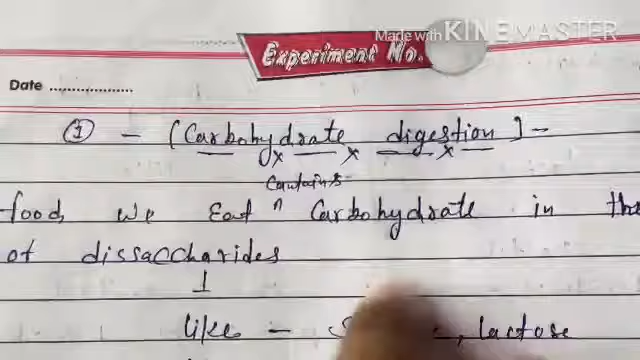 Made with KINEMASTER
Experiment No.
Date
① - [Carbohydrate digestion] -
Contains
food, we Eat ^ Carbohydrate in the
of dissaccharides
like - , lactose